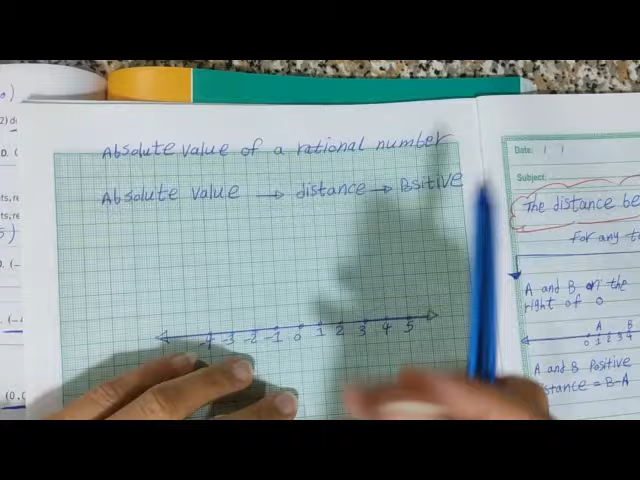 Absolute value of a rational number
Absolute value → distance → Positive
-4 -3 -2 -1 0 1 2 3 4 5
Date: / /
Subject:
The distance be
For any t
A and B on the
right of 0
A B
0 1 2 3 4
A and B Positive
distance = B-A